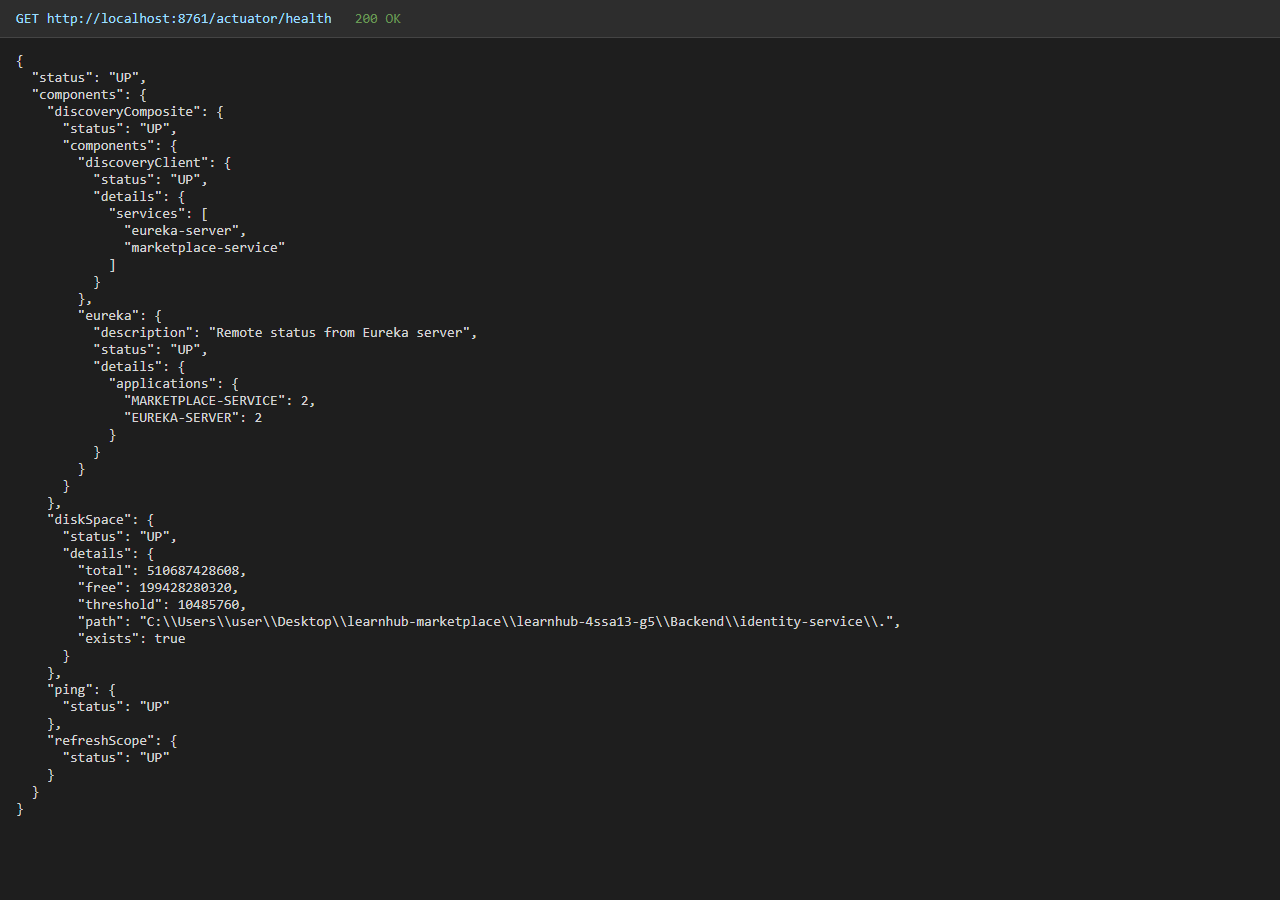 GET http://localhost:8761/actuator/health 200 OK
{
  "status": "UP",
  "components": {
    "discoveryComposite": {
      "status": "UP",
      "components": {
        "discoveryClient": {
          "status": "UP",
          "details": {
            "services": [
              "eureka-server",
              "marketplace-service"
            ]
          }
        },
        "eureka": {
          "description": "Remote status from Eureka server",
          "status": "UP",
          "details": {
            "applications": {
              "MARKETPLACE-SERVICE": 2,
              "EUREKA-SERVER": 2
            }
          }
        }
      }
    },
    "diskSpace": {
      "status": "UP",
      "details": {
        "total": 510687428608,
        "free": 199428280320,
        "threshold": 10485760,
        "path": "C:\\Users\\user\\Desktop\\learnhub-marketplace\\learnhub-4ssa13-g5\\Backend\\identity-service\\.",
        "exists": true
      }
    },
    "ping": {
      "status": "UP"
    },
    "refreshScope": {
      "status": "UP"
    }
  }
}